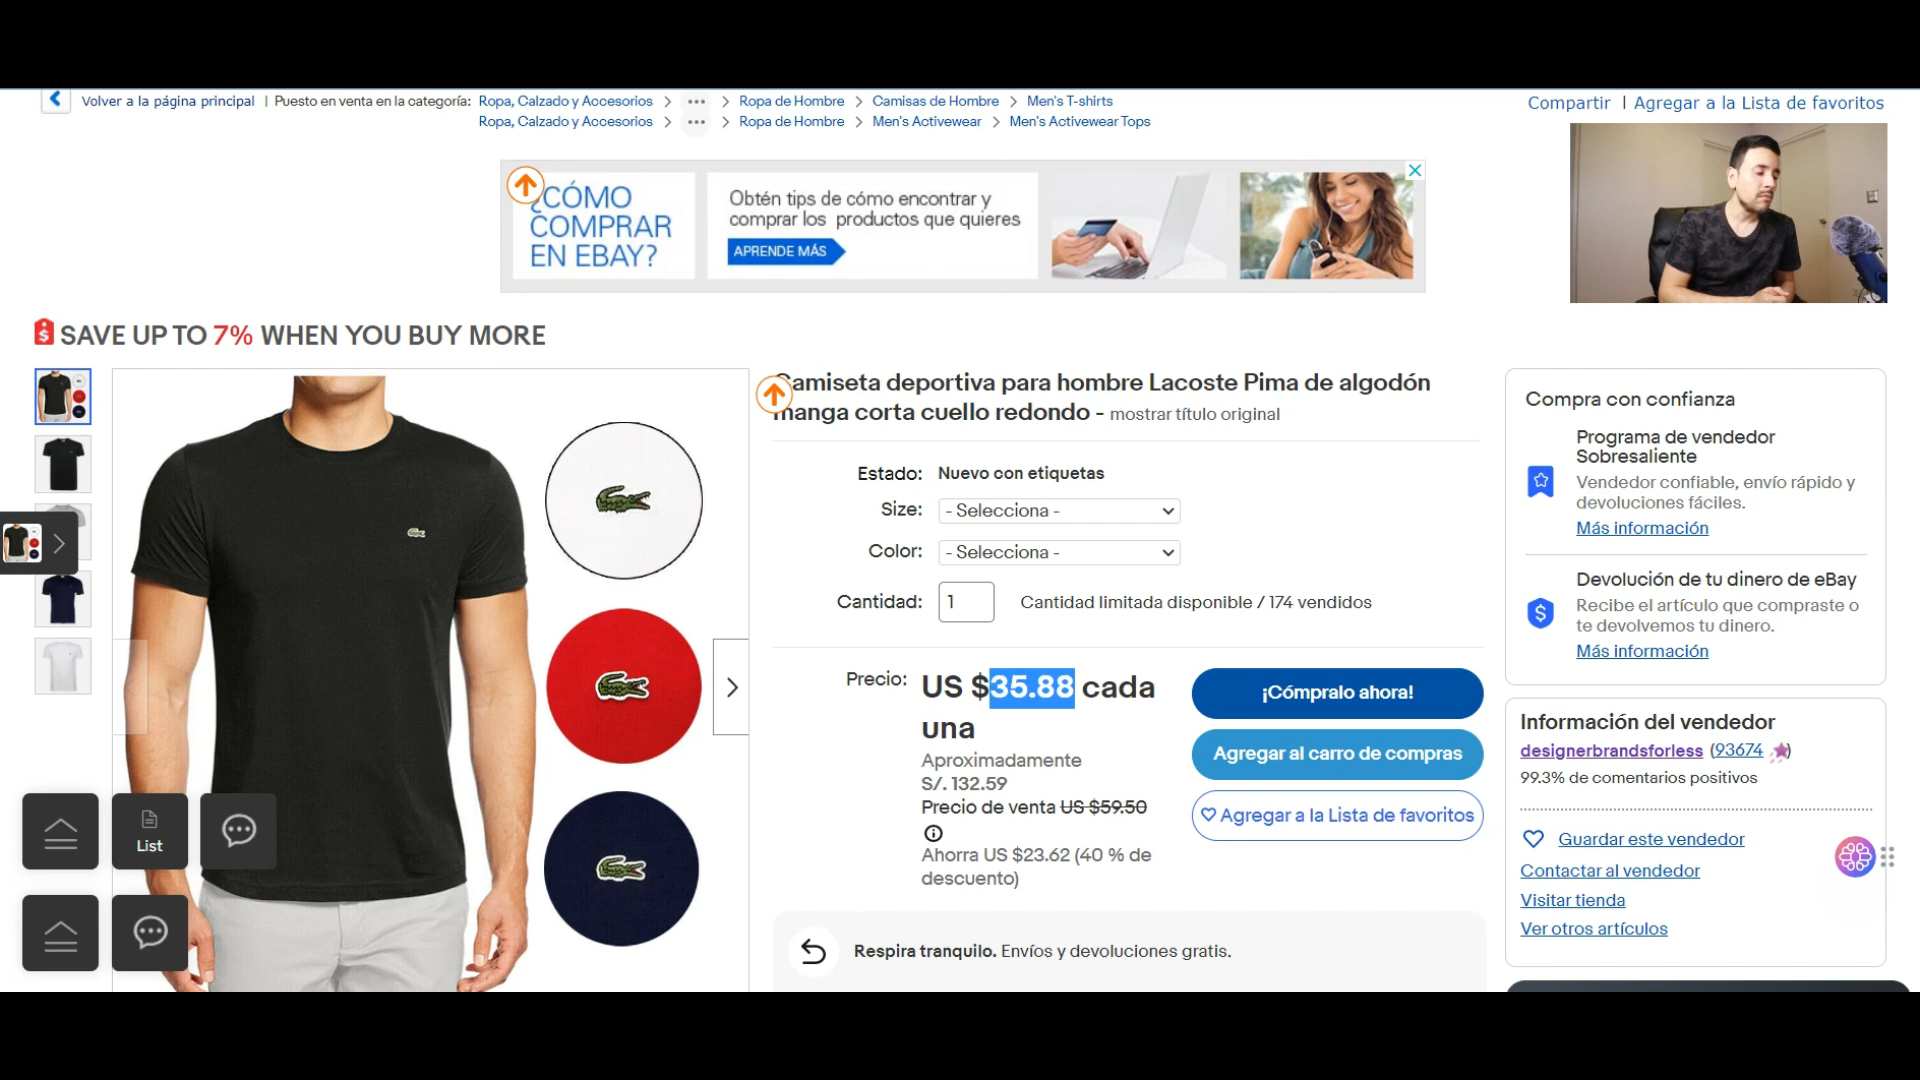 Volver a la página principal | Puesto en venta en la categoría: Ropa, Calzado y Accesorios > ... > Ropa de Hombre > Camisas de Hombre > Men's T-shirts
Ropa, Calzado y Accesorios > ... > Ropa de Hombre > Men's Activewear > Men's Activewear Tops
Compartir | Agregar a la Lista de favoritos
¿CÓMO
COMPRAR
EN EBAY?
Obtén tips de cómo encontrar y
comprar los productos que quieres
APRENDE MÁS
SAVE UP TO 7% WHEN YOU BUY MORE
Camiseta deportiva para hombre Lacoste Pima de algodón
manga corta cuello redondo - mostrar título original
Estado: Nuevo con etiquetas
Size: - Selecciona -
Color: - Selecciona -
Cantidad: 1 Cantidad limitada disponible / 174 vendidos
Precio: US $35.88 cada
una
Aproximadamente
S/. 132.59
Precio de venta US $59.50
Ahorra US $23.62 (40 % de
descuento)
¡Cómpralo ahora!
Agregar al carro de compras
Agregar a la Lista de favoritos
Respira tranquilo. Envíos y devoluciones gratis.
List
Compra con confianza
Programa de vendedor
Sobresaliente
Vendedor confiable, envío rápido y
devoluciones fáciles.
Más información
Devolución de tu dinero de eBay
Recibe el artículo que compraste o
te devolvemos tu dinero.
Más información
Información del vendedor
designerbrandsforless (93674)
99.3% de comentarios positivos
Guardar este vendedor
Contactar al vendedor
Visitar tienda
Ver otros artículos